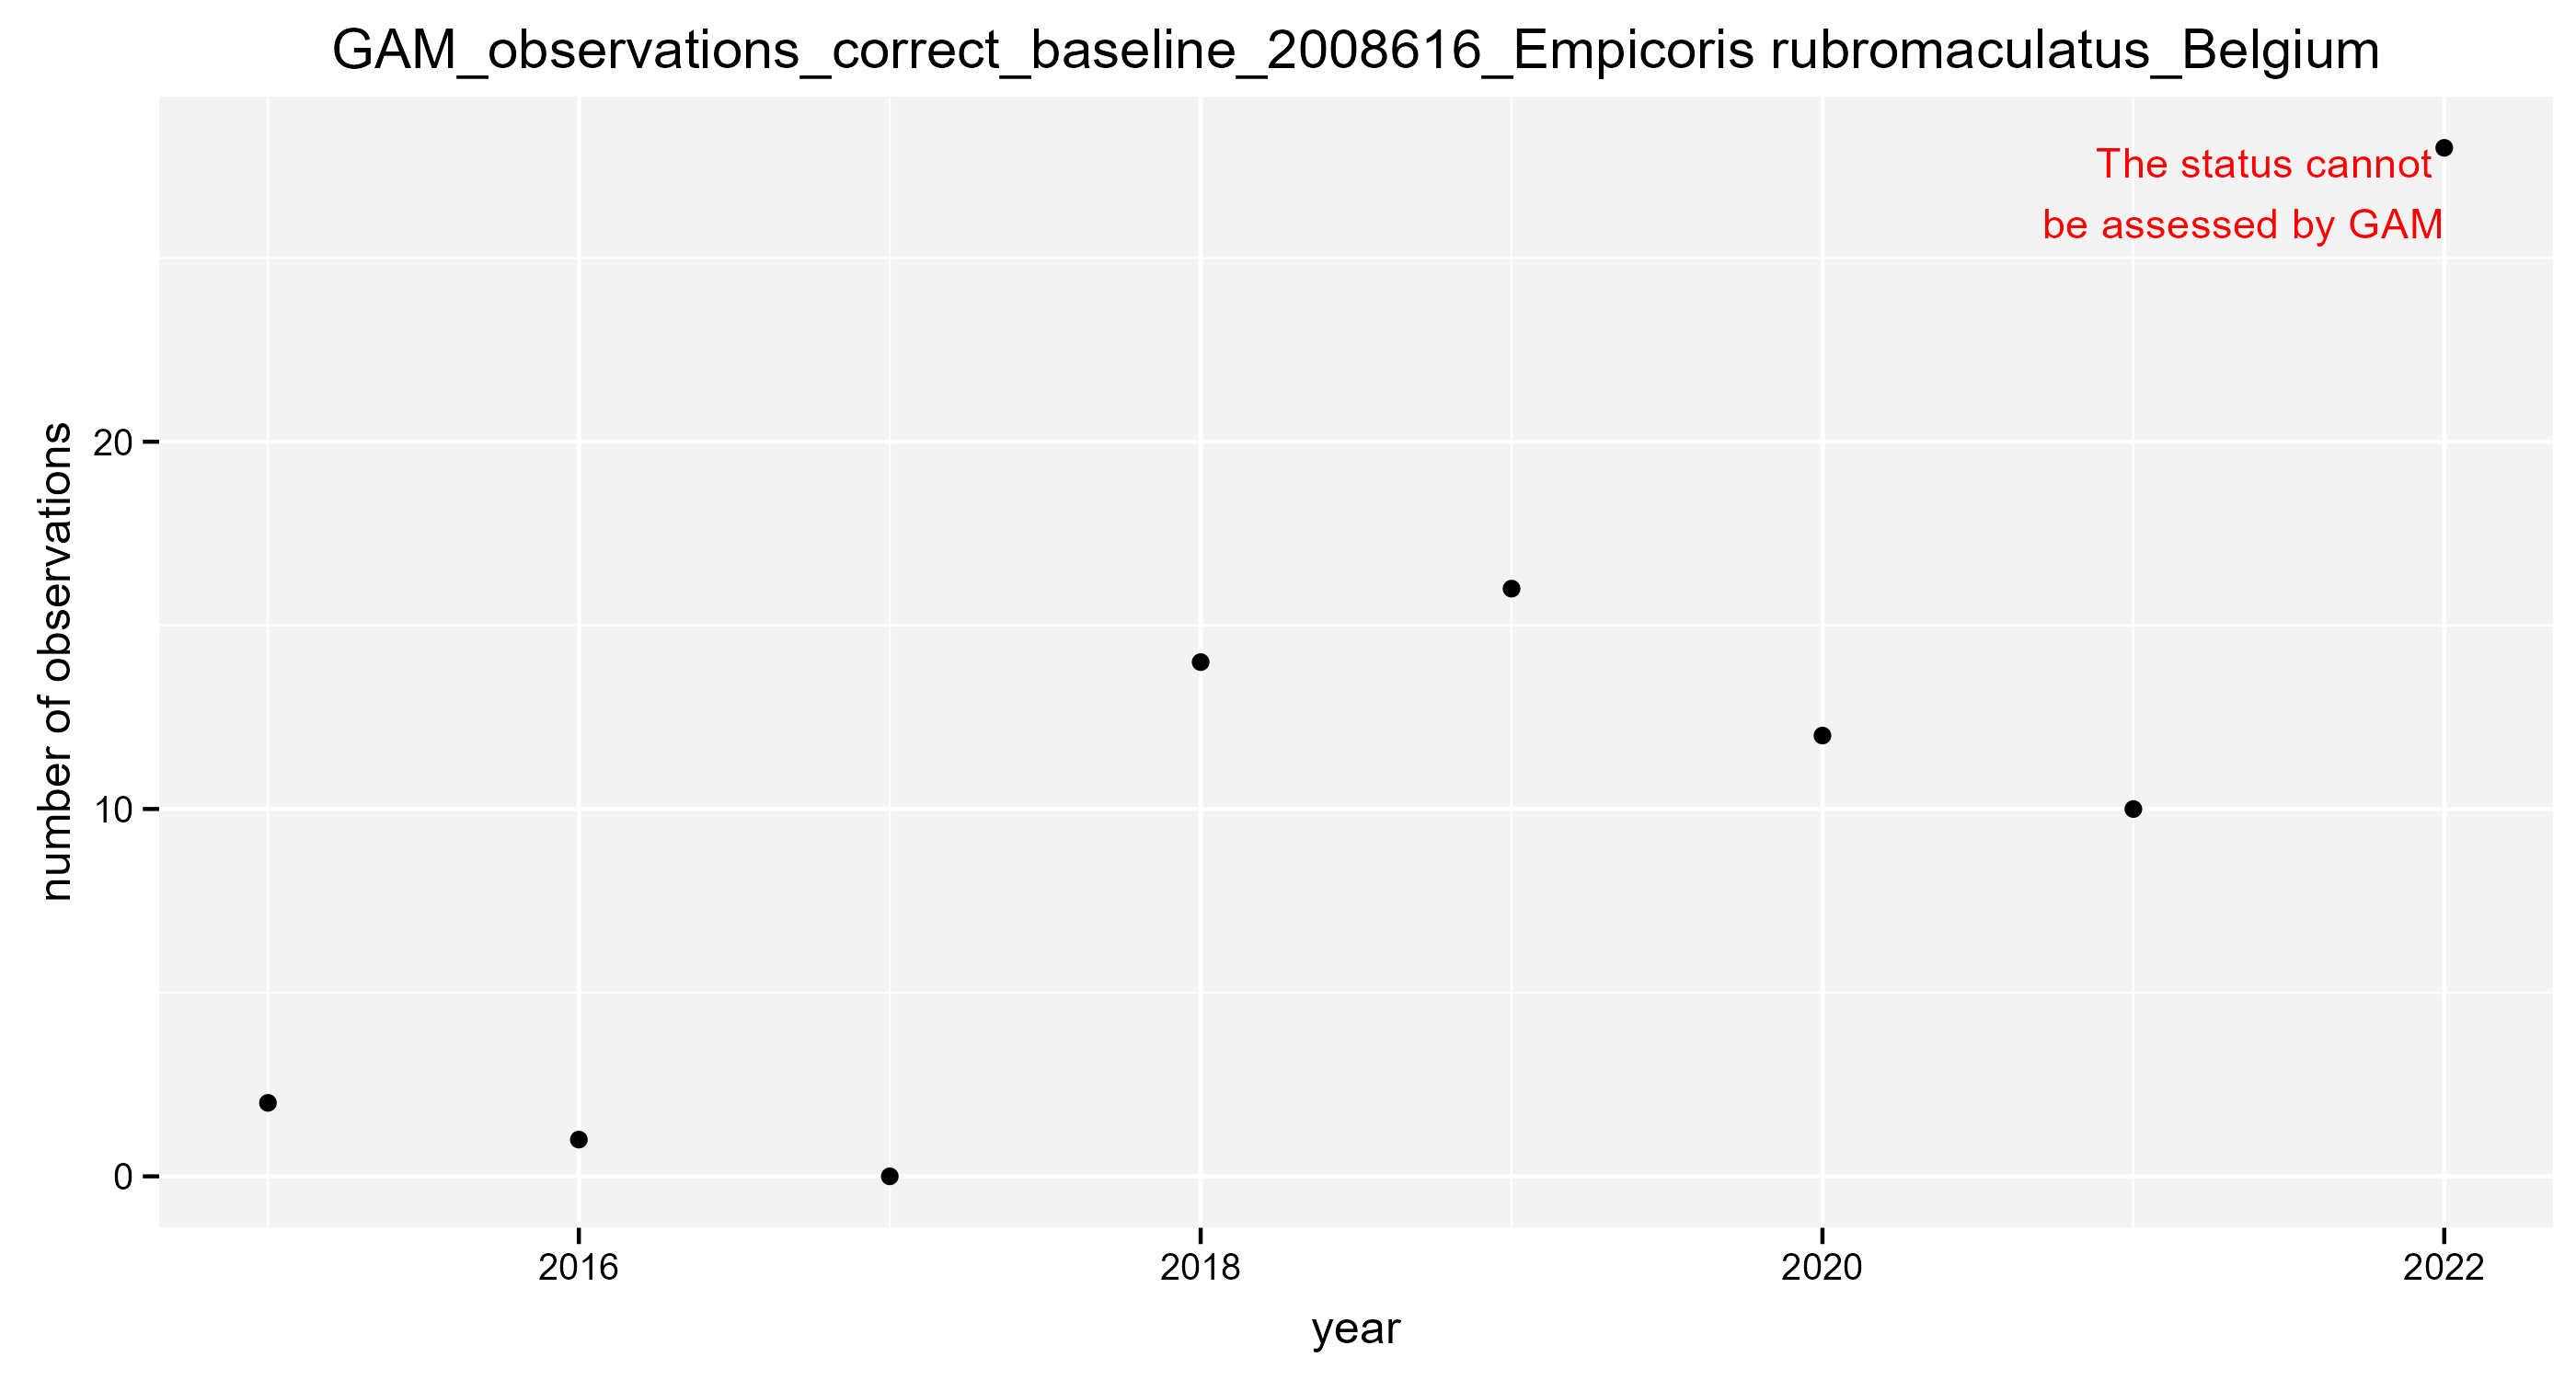 GAM_observations_correct_baseline_2008616_Empicoris rubromaculatus_Belgium
The status cannot
be assessed by GAM
number of observations
20
10
0
2016
2018
2020
2022
year